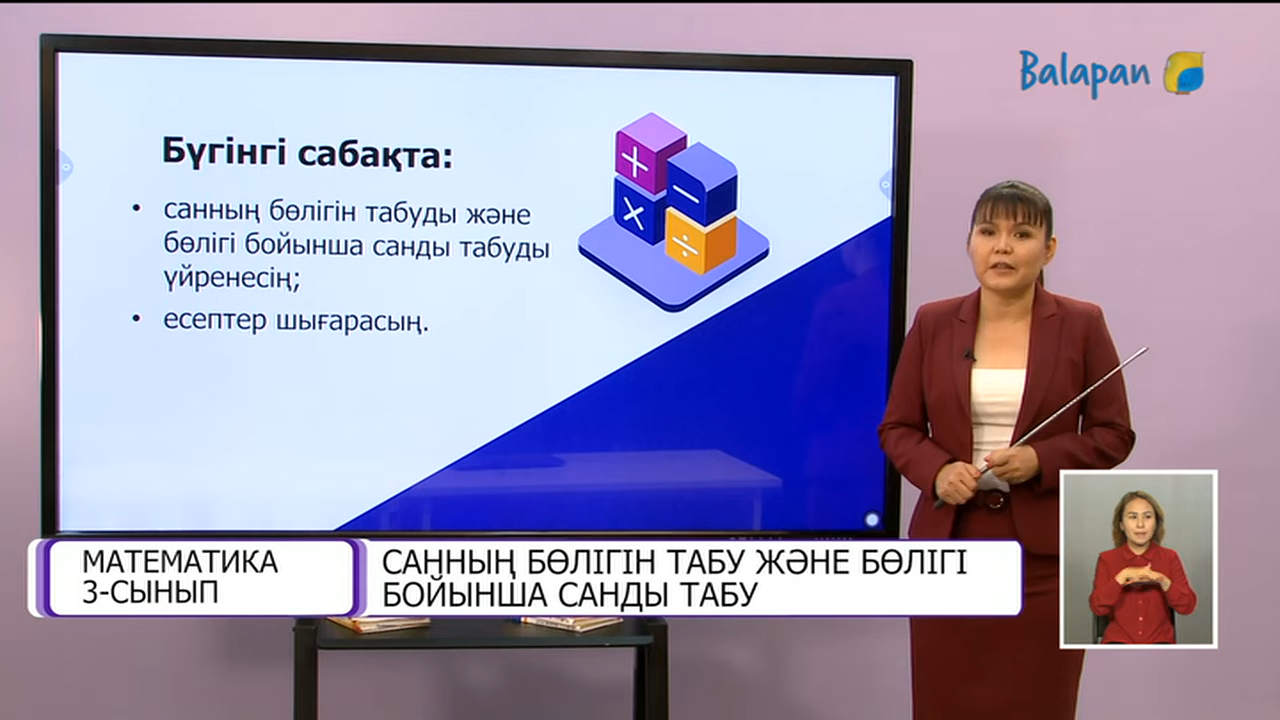 Balapan
Бүгінгі сабақта:
• санның бөлігін табуды және
бөлігі бойынша санды табуды
үйренесің;
• есептер шығарасың.
МАТЕМАТИКА
3-СЫНЫП
САННЫҢ БӨЛІГІН ТАБУ ЖӘНЕ БӨЛІГІ
БОЙЫНША САНДЫ ТАБУ